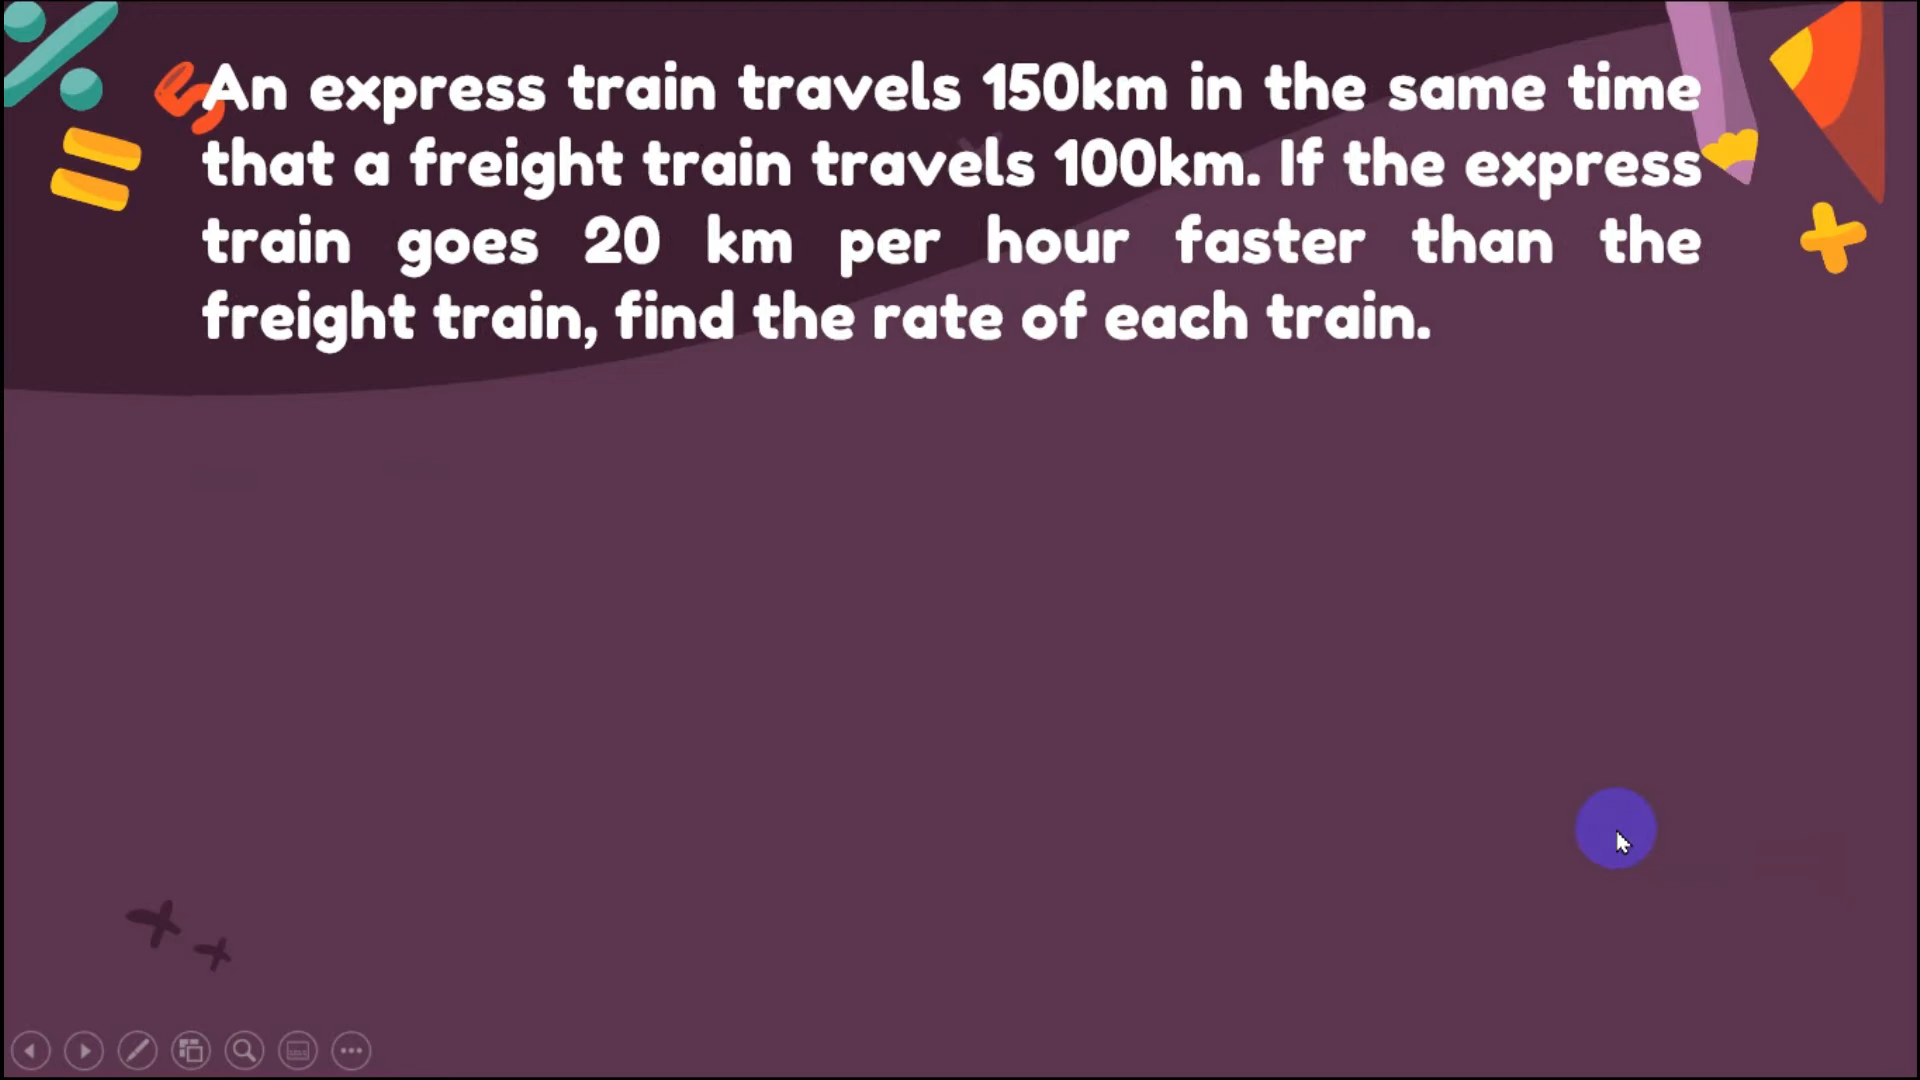 An express train travels 150km in the same time
that a freight train travels 100km. If the express
train goes 20 km per hour faster than the
freight train, find the rate of each train.